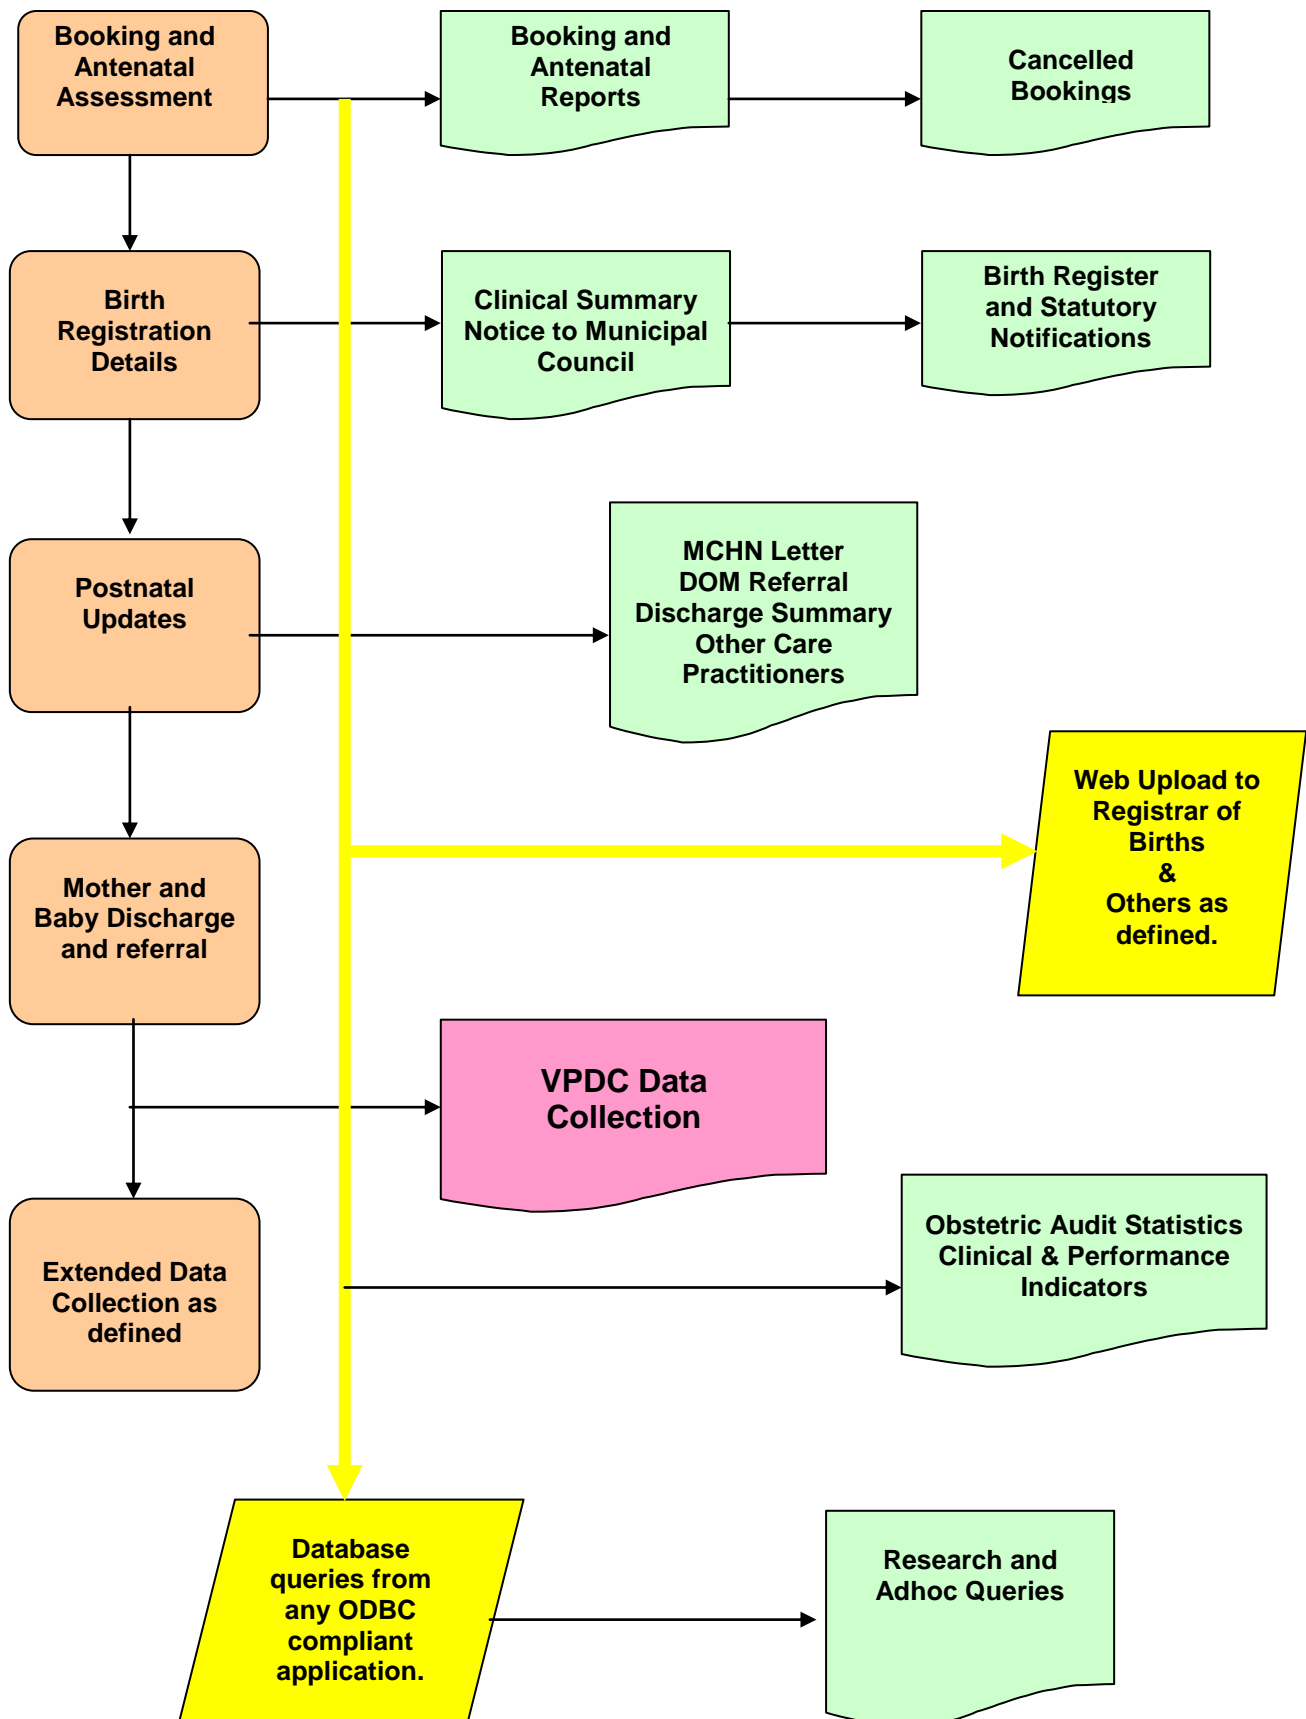 Booking and
Antenatal
Assessment
Booking and
Antenatal
Reports
Cancelled
Bookings
Birth
Registration
Details
Clinical Summary
Notice to Municipal
Council
Birth Register
and Statutory
Notifications
Postnatal
Updates
MCHN Letter
DOM Referral
Discharge Summary
Other Care
Practitioners
Web Upload to
Registrar of
Births
&
Others as
defined.
Mother and
Baby Discharge
and referral
VPDC Data
Collection
Obstetric Audit Statistics
Clinical & Performance
Indicators
Extended Data
Collection as
defined
Database
queries from
any ODBC
compliant
application.
Research and
Adhoc Queries